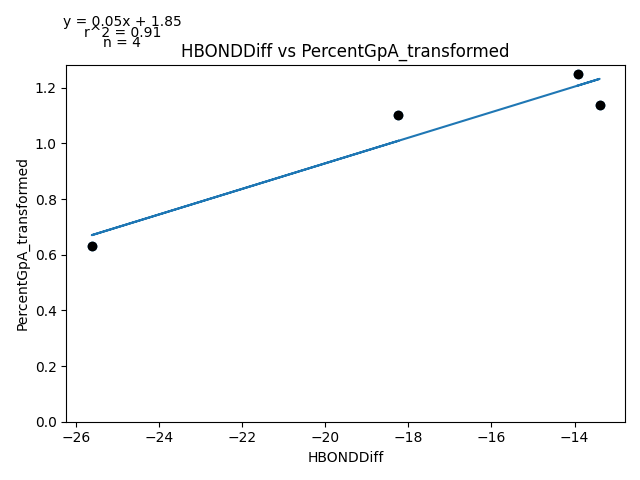 y = 0.05x + 1.85
r^2 = 0.91
n = 4
HBONDDiff vs PercentGpA_transformed
1.2
1.0
0.8
0.6
0.4
0.2
0.0
PercentGpA_transformed
−26 −24 −22 −20 −18 −16 −14
HBONDDiff